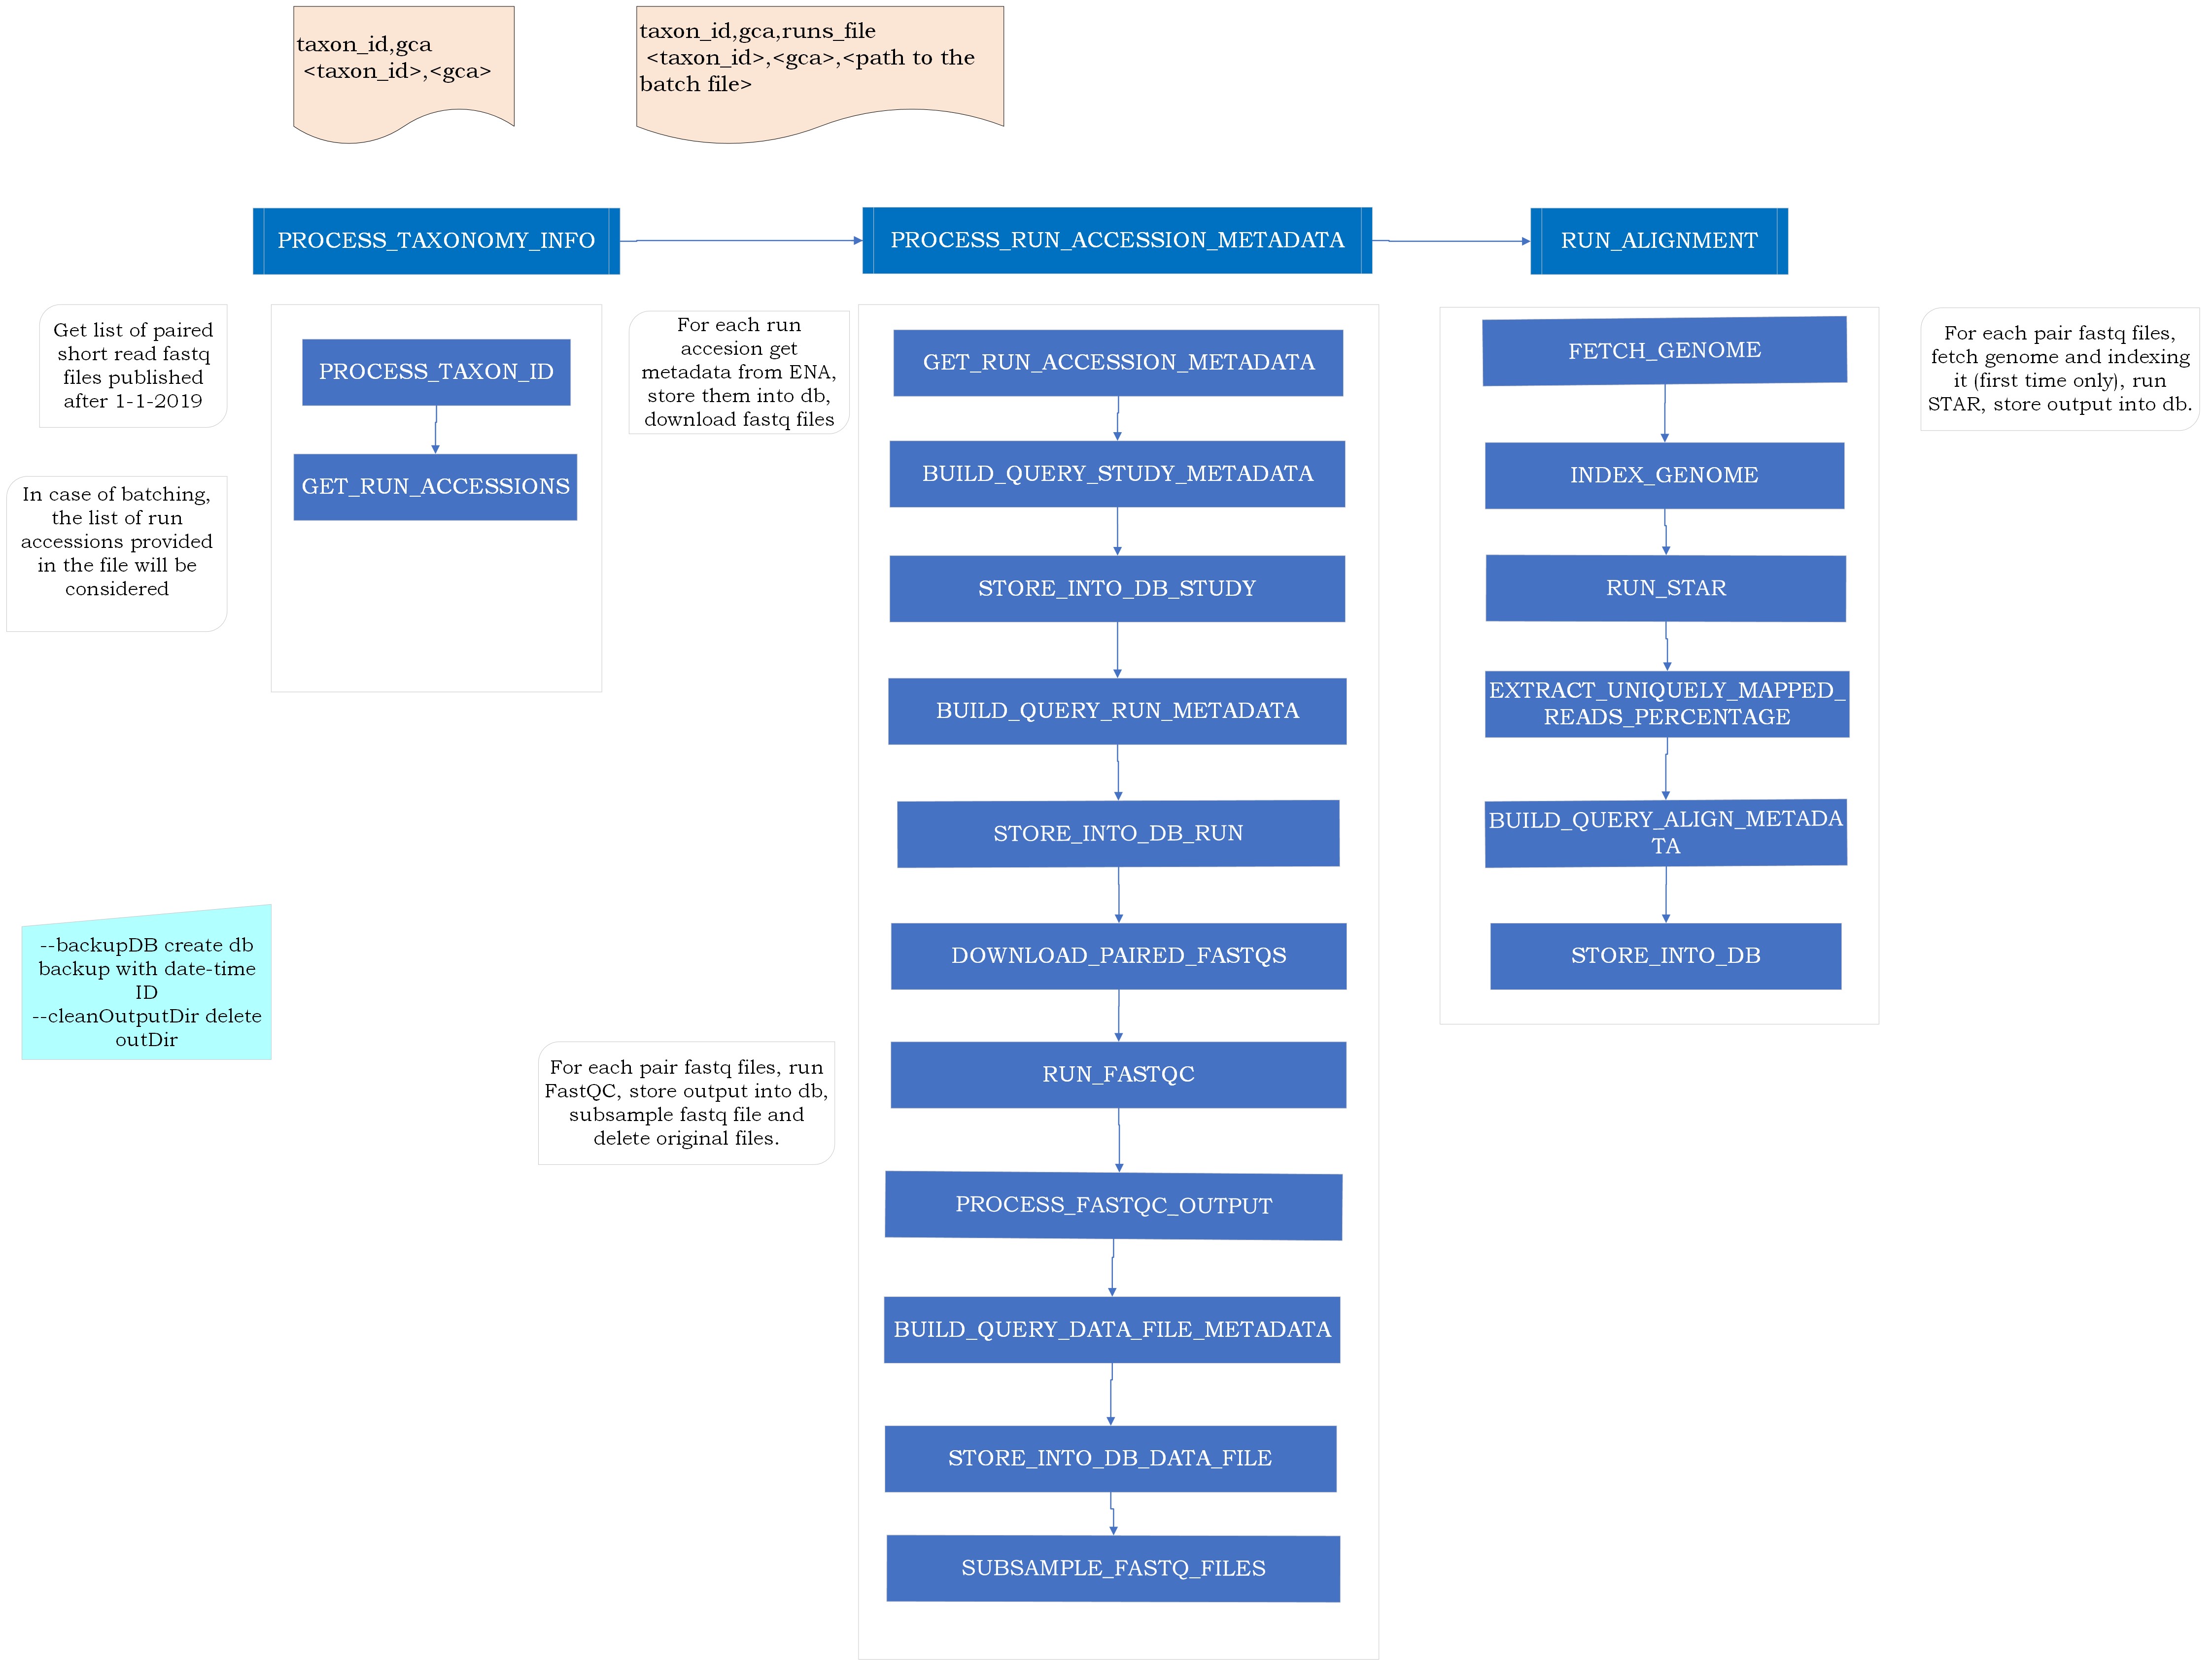 taxon_id,gca
<taxon_id>,<gca>
taxon_id,gca,runs_file
<taxon_id>,<gca>,<path to the
batch file>
PROCESS_TAXONOMY_INFO
PROCESS_RUN_ACCESSION_METADATA
RUN_ALIGNMENT
Get list of paired
short read fastq
files published
after 1-1-2019
In case of batching,
the list of run
accessions provided
in the file will be
considered
PROCESS_TAXON_ID
GET_RUN_ACCESSIONS
For each run
accesion get
metadata from ENA,
store them into db,
download fastq files
GET_RUN_ACCESSION_METADATA
BUILD_QUERY_STUDY_METADATA
STORE_INTO_DB_STUDY
BUILD_QUERY_RUN_METADATA
STORE_INTO_DB_RUN
DOWNLOAD_PAIRED_FASTQS
RUN_FASTQC
PROCESS_FASTQC_OUTPUT
BUILD_QUERY_DATA_FILE_METADATA
STORE_INTO_DB_DATA_FILE
SUBSAMPLE_FASTQ_FILES
FETCH_GENOME
INDEX_GENOME
RUN_STAR
EXTRACT_UNIQUELY_MAPPED_
READS_PERCENTAGE
BUILD_QUERY_ALIGN_METADA
TA
STORE_INTO_DB
For each pair fastq files,
fetch genome and indexing
it (first time only), run
STAR, store output into db.
--backupDB create db
backup with date-time
ID
--cleanOutputDir delete
outDir
For each pair fastq files, run
FastQC, store output into db,
subsample fastq file and
delete original files.